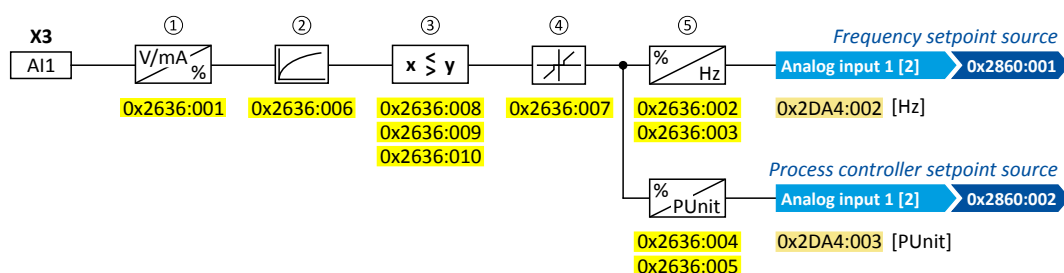 ① ② ③ ④ ⑤
X3
Frequency setpoint source
AI1 V/mA % x ≶ y % Hz Analog input 1 [2] 0x2860:001
0x2636:001 0x2636:006 0x2636:008 0x2636:007 0x2636:002 0x2DA4:002 [Hz]
0x2636:009 0x2636:003
0x2636:010
Process controller setpoint source
% PUnit Analog input 1 [2] 0x2860:002
0x2636:004 0x2DA4:003 [PUnit]
0x2636:005